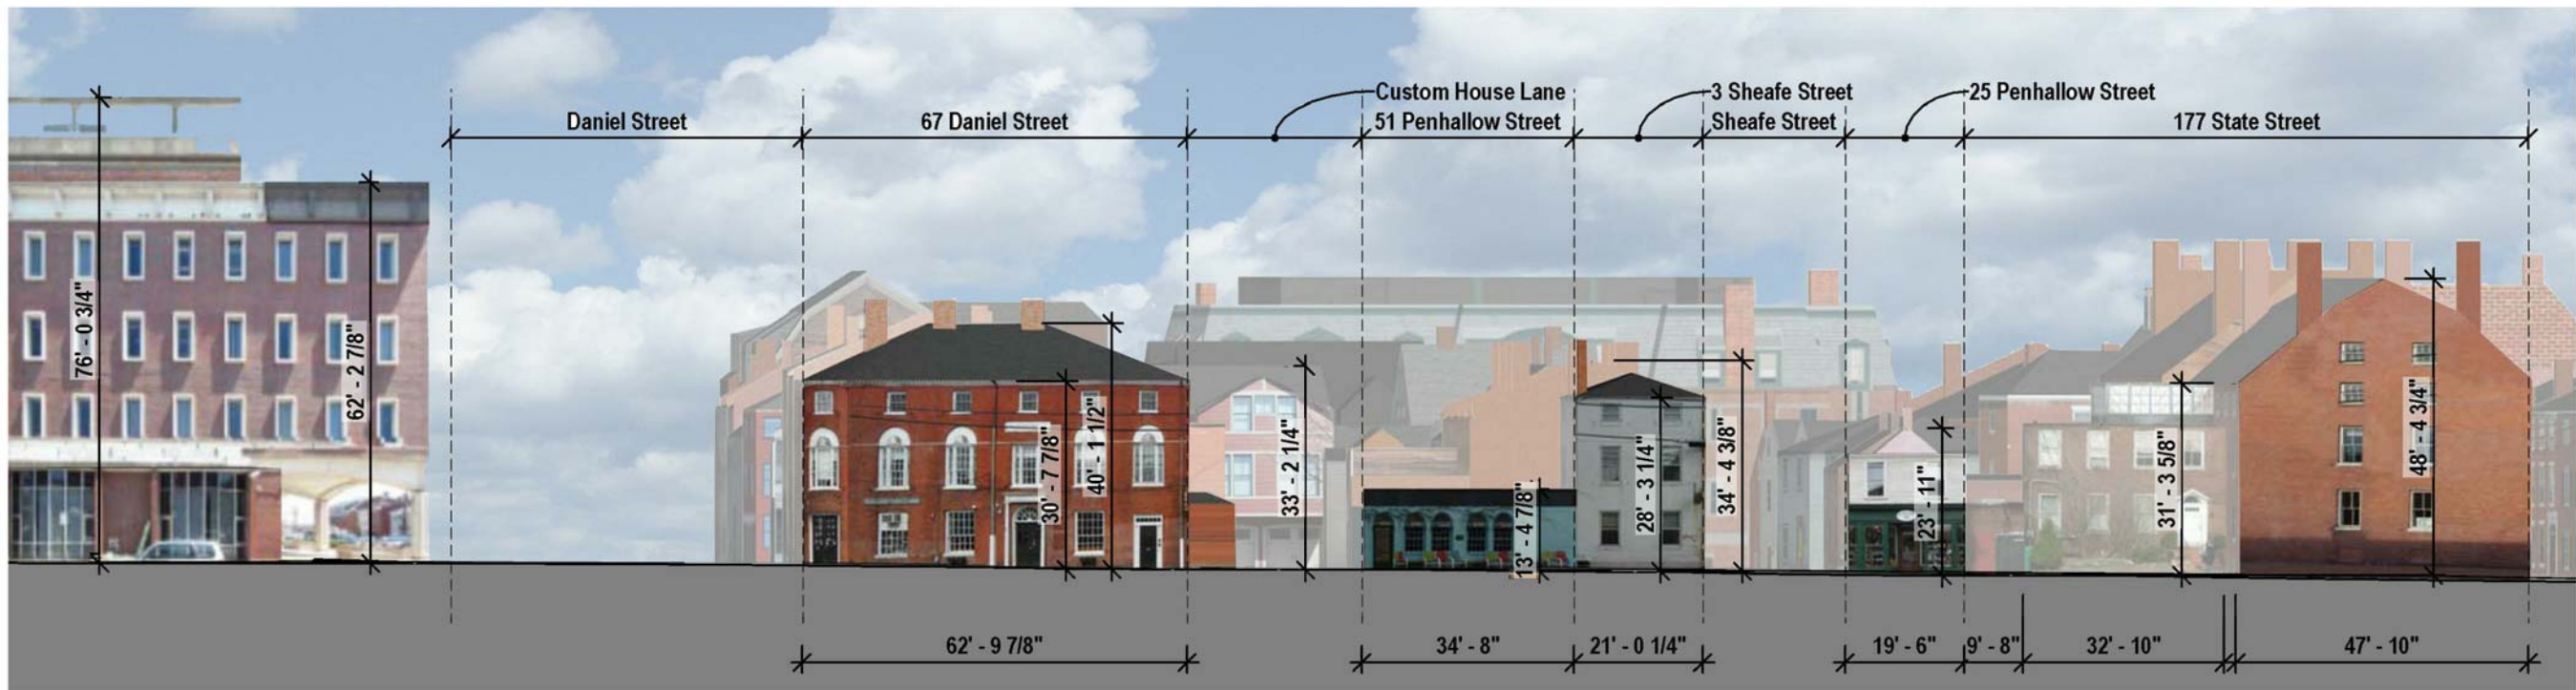 Custom House Lane
3 Sheafe Street
25 Penhallow Street
Daniel Street
67 Daniel Street
51 Penhallow Street
Sheafe Street
177 State Street
76' - 0 3/4"
62' - 2 7/8"
30' - 7 7/8"
40' - 1 1/2"
33' - 2 1/4"
13' - 4 7/8"
28' - 3 1/4"
34' - 4 3/8"
23' - 11"
31' - 3 5/8"
48' - 4 3/4"
62' - 9 7/8"
34' - 8"
21' - 0 1/4"
19' - 6"
9' - 8"
32' - 10"
47' - 10"